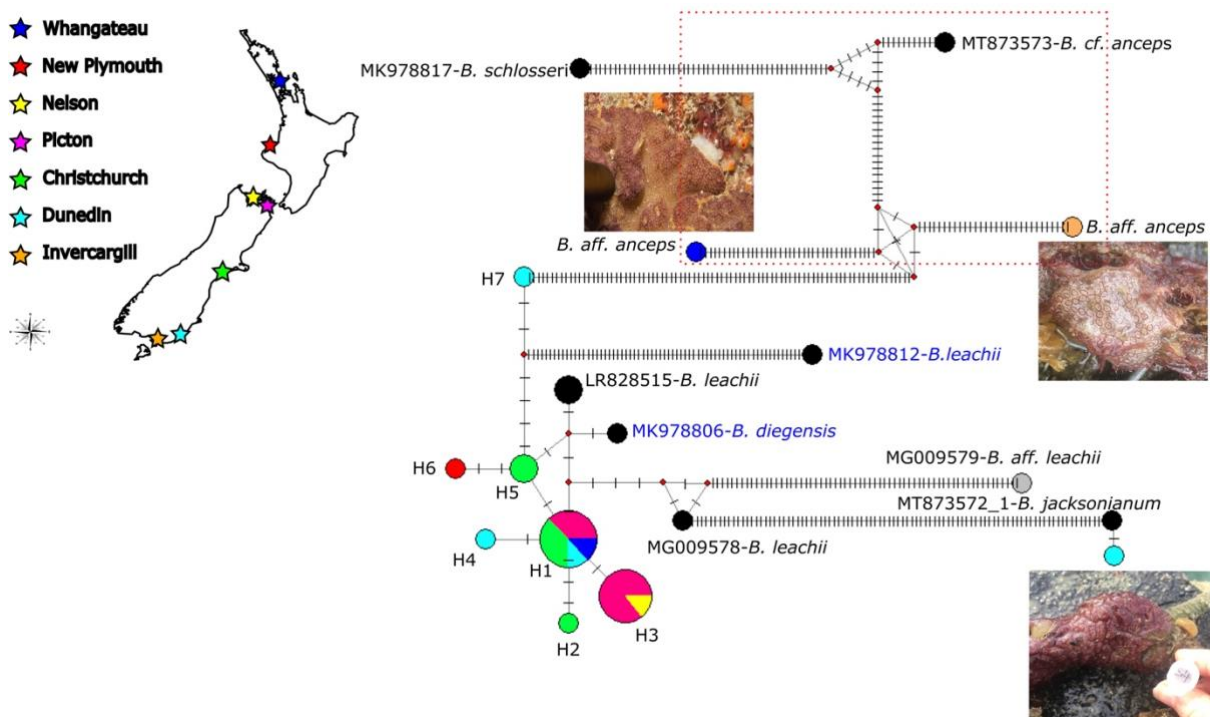 Whangateau
New Plymouth
Nelson
Picton
Christchurch
Dunedin
Invercargill
MT873573-B. cf. anceps
MK978817-B. schlosseri
B. aff. anceps
B. aff. anceps
H7
MK978812-B.leachii
LR828515-B. leachii
MK978806-B. diegensis
H6
H5
MG009579-B. aff. leachii
MT873572_1-B. jacksonianum
MG009578-B. leachii
H4
H1
H3
H2